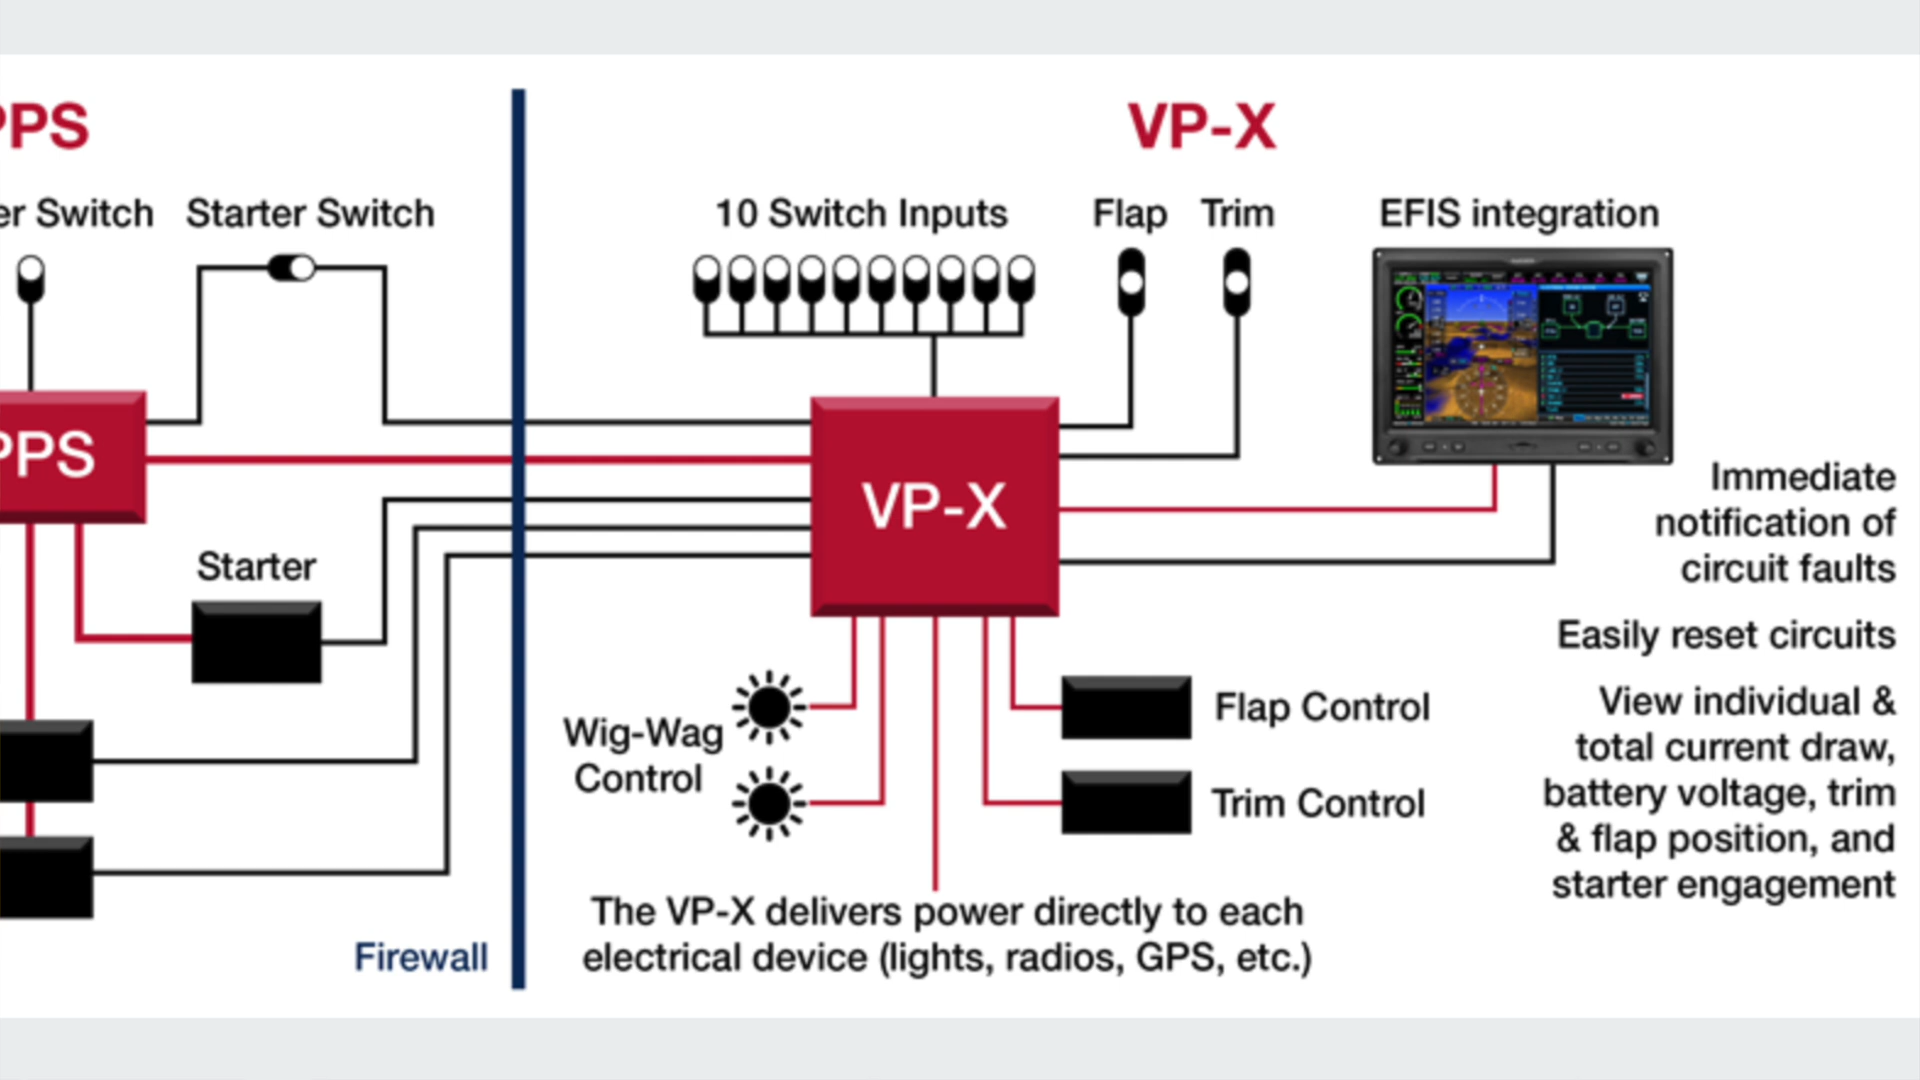 PPS
VP-X
er Switch
Starter Switch
10 Switch Inputs
Flap
Trim
EFIS integration
PPS
VP-X
Starter
Immediate
notification of
circuit faults
Easily reset circuits
View individual &
total current draw,
battery voltage, trim
& flap position, and
starter engagement
Wig-Wag
Control
Flap Control
Trim Control
The VP-X delivers power directly to each
electrical device (lights, radios, GPS, etc.)
Firewall